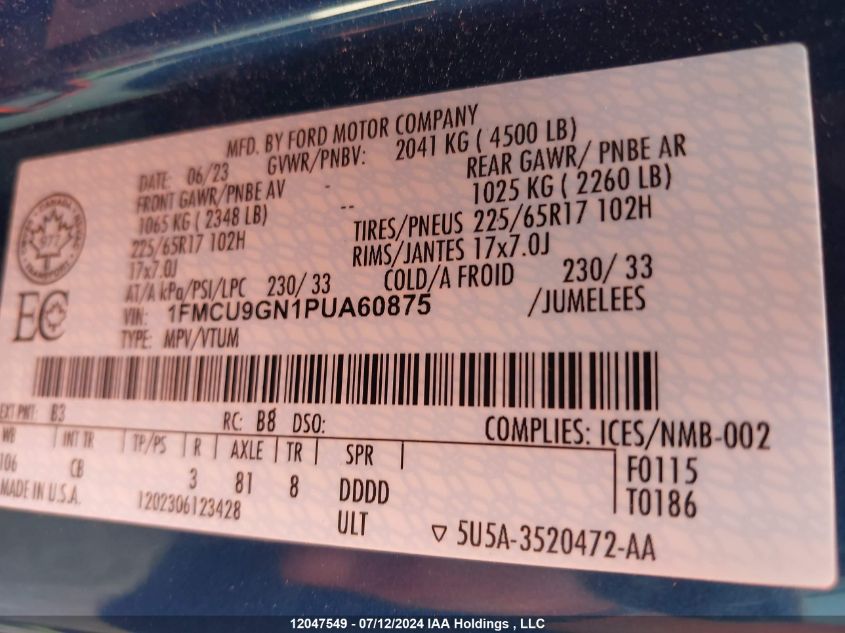 MFD. BY FORD MOTOR COMPANY
DATE: 06/23 GVWR/PNBV: 2041 KG ( 4500 LB)
FRONT GAWR/PNBE AV - REAR GAWR/ PNBE AR
1065 KG ( 2348 LB) -- 1025 KG ( 2260 LB)
225/65R17 102H TIRES/PNEUS 225/65R17 102H
17x7.0J RIMS/JANTES 17x7.0J
AT/A kPa/PSI/LPC 230/ 33 COLD/A FROID 230/ 33
VIN: 1FMCU9GN1PUA60875 /JUMELEES
TYPE: MPV/VTUM
CANADA
EC
EXT PNT: B3 RC: B8 DSO: COMPLIES: ICES/NMB-002
WB INT TR TP/PS R AXLE TR SPR F0115
106 CB 3 81 8 DDDD T0186
MADE IN U.S.A. 1202306123428 ULT 5U5A-3520472-AA
12047549 - 07/12/2024 IAA Holdings , LLC